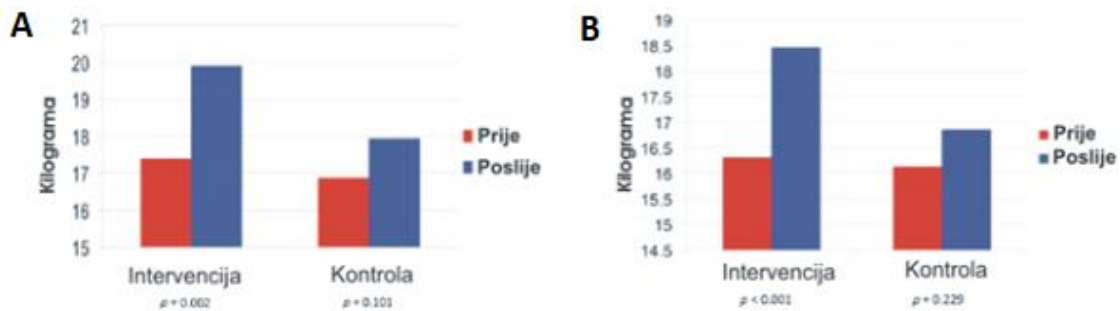 A
Kilograma
21
20
19
18
17
16
15
Intervencija
Kontrola
p = 0.002
p = 0.101
Prije
Poslije
B
Kilograma
19
18,5
18
17.5
17
16.5
16
15.5
15
14.5
Intervencija
Kontrola
p < 0.001
p = 0.229
Prije
Poslije